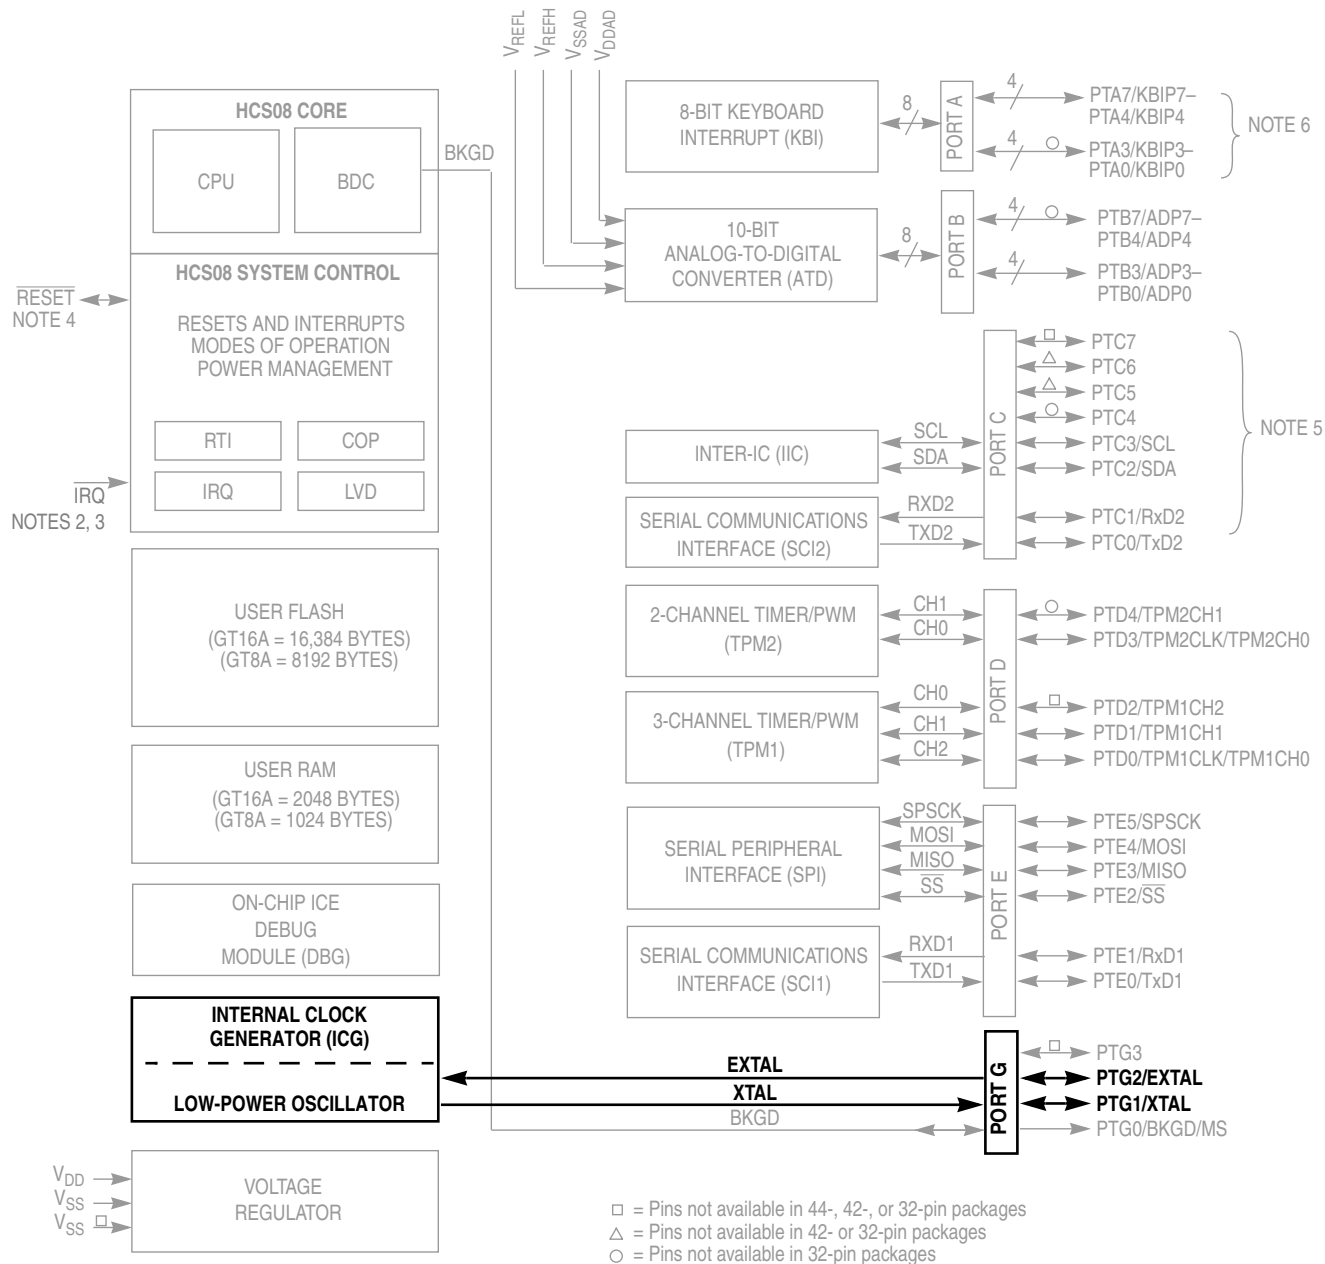 VREFL
VREFH
VSSAD
VDDAD
HCS08 CORE
CPU
BDC
BKGD
HCS08 SYSTEM CONTROL
RESETS AND INTERRUPTS
MODES OF OPERATION
POWER MANAGEMENT
RTI
COP
IRQ
LVD
RESET
NOTE 4
IRQ
NOTES 2, 3
USER FLASH
(GT16A = 16,384 BYTES)
(GT8A = 8192 BYTES)
USER RAM
(GT16A = 2048 BYTES)
(GT8A = 1024 BYTES)
ON-CHIP ICE
DEBUG
MODULE (DBG)
INTERNAL CLOCK
GENERATOR (ICG)
LOW-POWER OSCILLATOR
VDD
VSS
VSS
VOLTAGE
REGULATOR
8-BIT KEYBOARD
INTERRUPT (KBI)
8
PORT A
4
PTA7/KBIP7–
PTA4/KBIP4
4
PTA3/KBIP3–
PTA0/KBIP0
NOTE 6
10-BIT
ANALOG-TO-DIGITAL
CONVERTER (ATD)
8
PORT B
4
PTB7/ADP7–
PTB4/ADP4
4
PTB3/ADP3–
PTB0/ADP0
INTER-IC (IIC)
SCL
SDA
SERIAL COMMUNICATIONS
INTERFACE (SCI2)
RXD2
TXD2
PORT C
PTC7
PTC6
PTC5
PTC4
PTC3/SCL
PTC2/SDA
PTC1/RxD2
PTC0/TxD2
NOTE 5
2-CHANNEL TIMER/PWM
(TPM2)
CH1
CH0
3-CHANNEL TIMER/PWM
(TPM1)
CH0
CH1
CH2
PORT D
PTD4/TPM2CH1
PTD3/TPM2CLK/TPM2CH0
PTD2/TPM1CH2
PTD1/TPM1CH1
PTD0/TPM1CLK/TPM1CH0
SERIAL PERIPHERAL
INTERFACE (SPI)
SPSCK
MOSI
MISO
SS
SERIAL COMMUNICATIONS
INTERFACE (SCI1)
RXD1
TXD1
PORT E
PTE5/SPSCK
PTE4/MOSI
PTE3/MISO
PTE2/SS
PTE1/RxD1
PTE0/TxD1
EXTAL
XTAL
BKGD
PORT G
PTG3
PTG2/EXTAL
PTG1/XTAL
PTG0/BKGD/MS
□ = Pins not available in 44-, 42-, or 32-pin packages
△ = Pins not available in 42- or 32-pin packages
○ = Pins not available in 32-pin packages